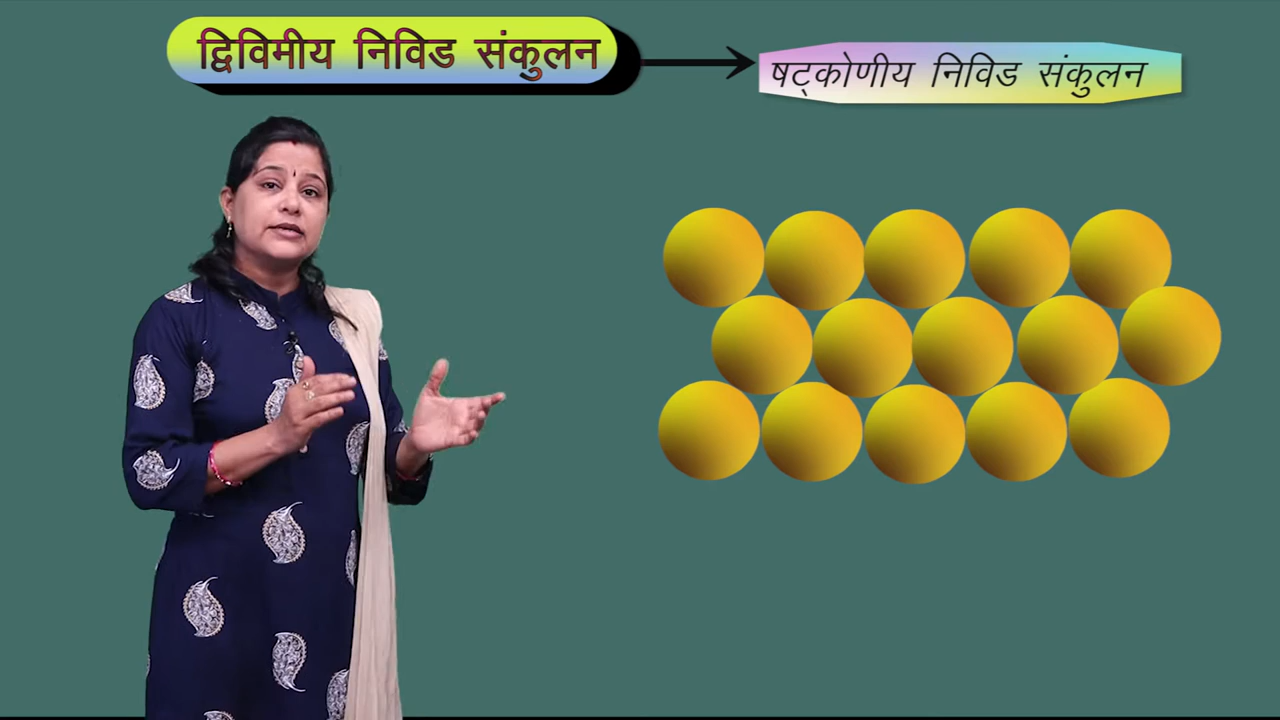 द्विविमीय निविड संकुलन
षट्कोणीय निविड संकुलन